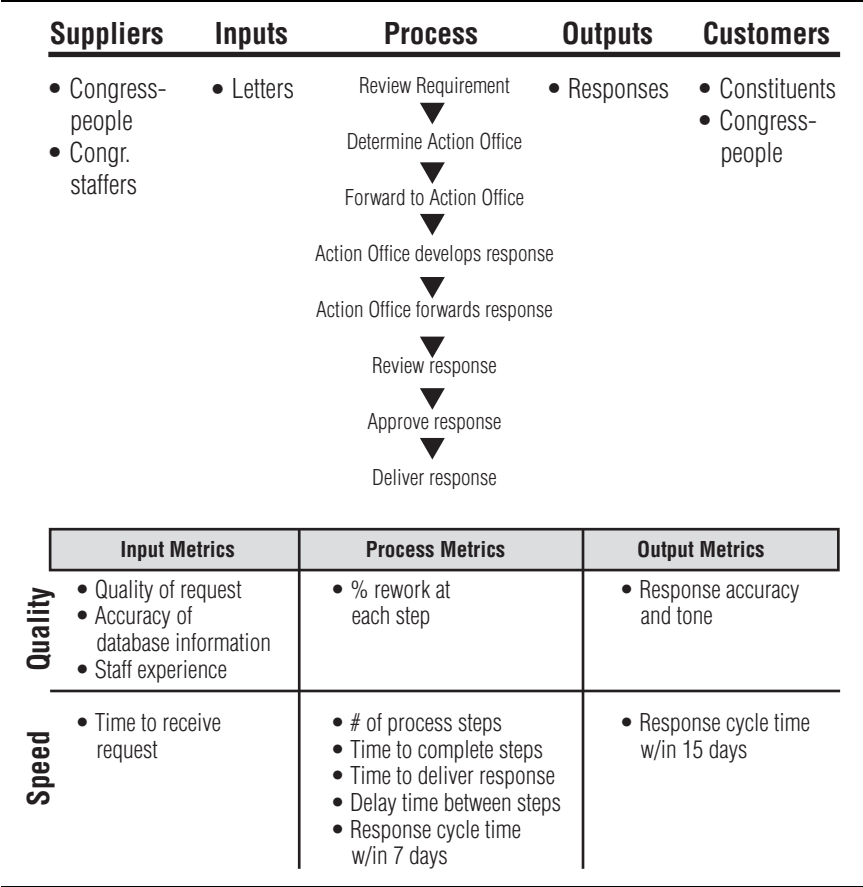 Suppliers
Inputs
Process
Outputs
Customers
• Congress-
people
• Congr.
staffers
• Letters
Review Requirement
Determine Action Office
Forward to Action Office
Action Office develops response
Action Office forwards response
Review response
Approve response
Deliver response
• Responses
• Constituents
• Congress-
people
Input Metrics
Process Metrics
Output Metrics
Quality
• Quality of request
• Accuracy of
database information
• Staff experience
• % rework at
each step
• Response accuracy
and tone
Speed
• Time to receive
request
• # of process steps
• Time to complete steps
• Time to deliver response
• Delay time between steps
• Response cycle time
w/in 7 days
• Response cycle time
w/in 15 days